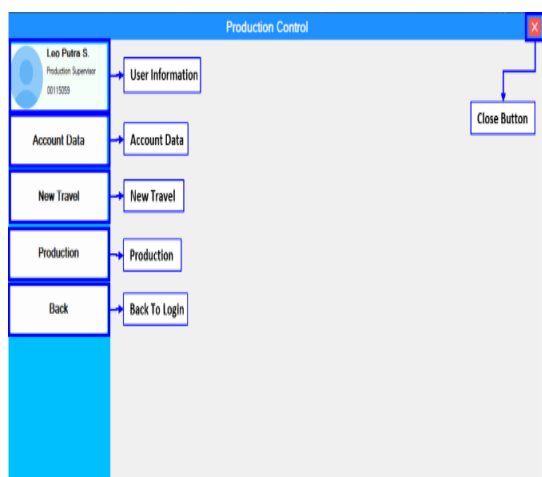 Production Control
X
Leo Putra S.
Production Supervisor
00115059
User Information
Close Button
Account Data
Account Data
New Travel
New Travel
Production
Production
Back
Back To Login